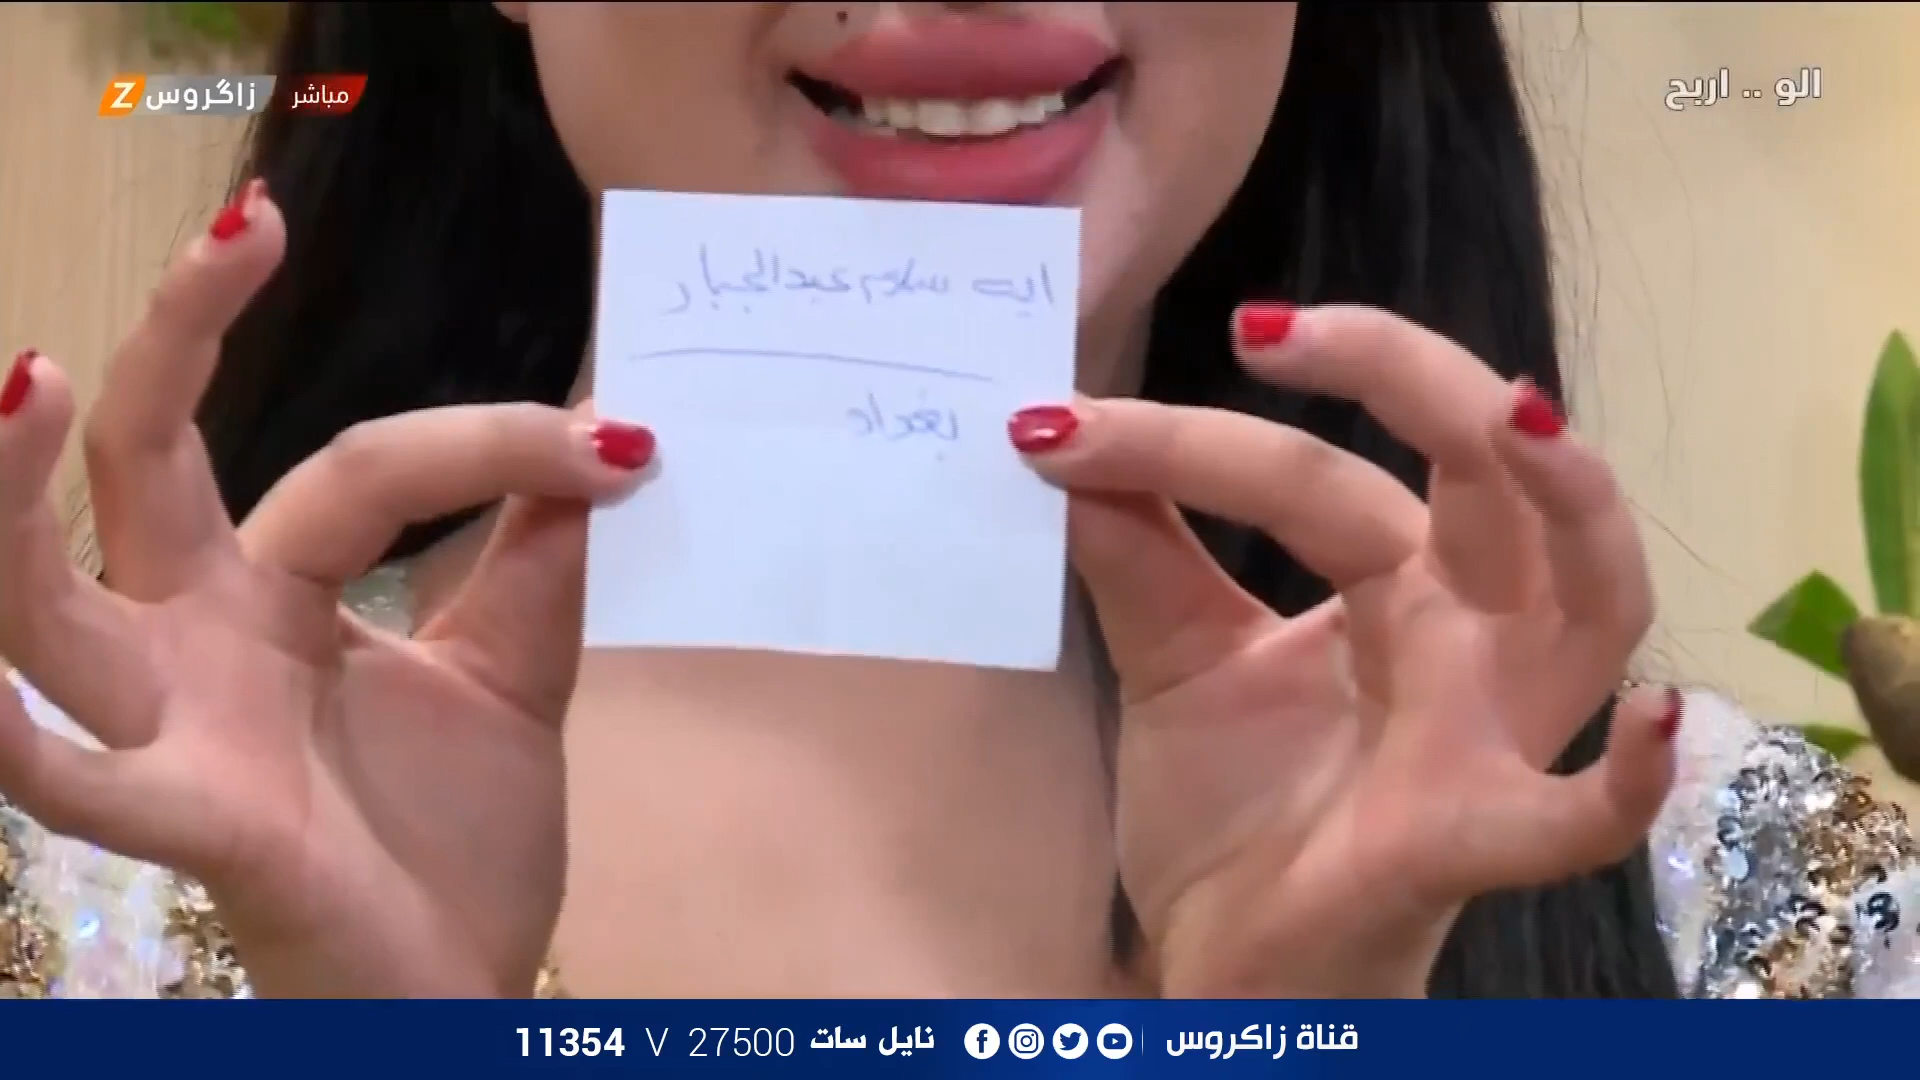 Z زاگروس مباشر
الو .. اربح
ايه سلام عبدالجبار
بغداد
قناة زاكروس
نايل سات 27500 V 11354